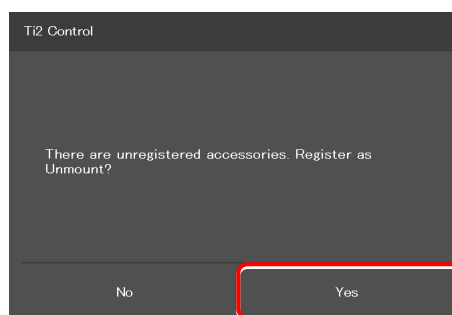 Ti2 Control
There are unregistered accessories. Register as
Unmount?
No
Yes